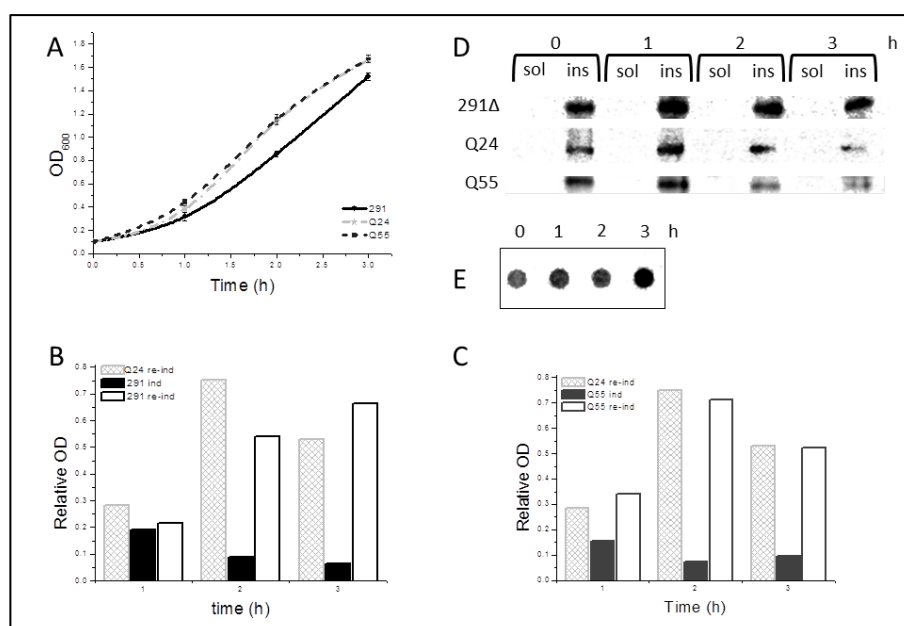 A
OD600
1.8
1.6
1.4
1.2
1.0
0.8
0.6
0.4
0.2
0.0
0.0 0.5 1.0 1.5 2.0 2.5 3.0
Time (h)
291
Q24
Q55
D
0 1 2 3 h
sol ins sol ins sol ins sol ins
291Δ
Q24
Q55
0 1 2 3 h
E
B
Relative OD
0.8
0.7
0.6
0.5
0.4
0.3
0.2
0.1
0.0
Q24 re-ind
291 ind
291 re-ind
1 2 3
time (h)
C
Relative OD
0.8
0.7
0.6
0.5
0.4
0.3
0.2
0.1
0.0
Q24 re-ind
Q55 ind
Q55 re-ind
1 2 3
Time (h)